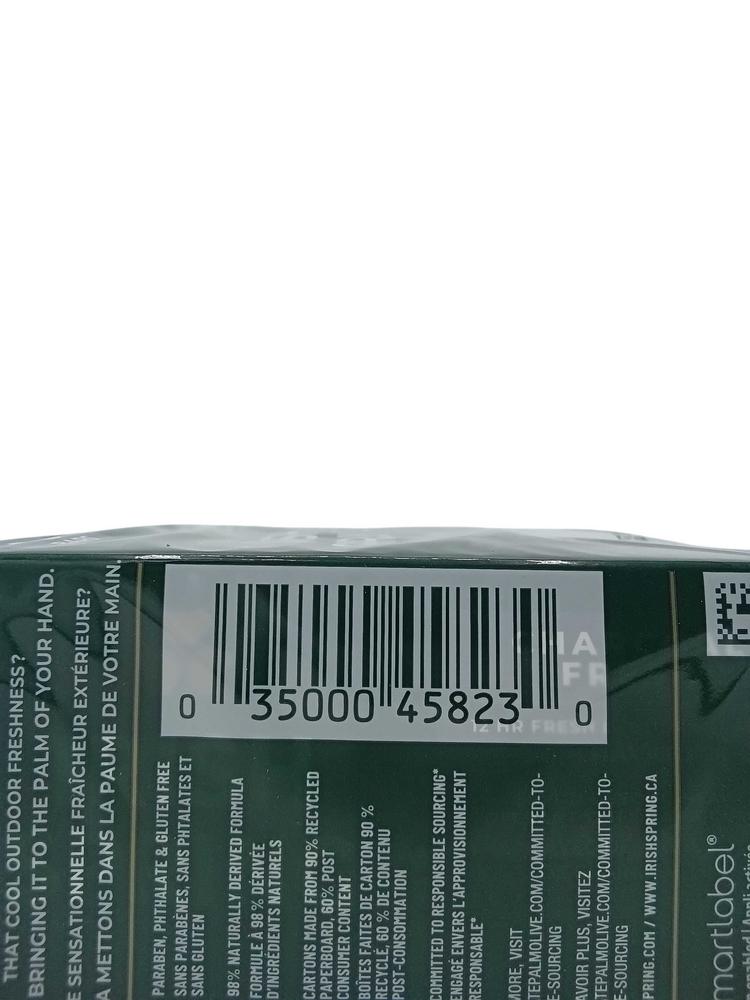 THAT COOL OUTDOOR FRESHNESS?
BRINGING IT TO THE PALM OF YOUR HAND.
SENSATIONNELLE FRAÎCHEUR EXTÉRIEURE?
METTONS DANS LA PAUME DE VOTRE MAIN.
0 35000 45823 0
CHA
FR
12 HR FRESH
PARABEN, PHTHALATE & GLUTEN FREE
SANS PARABÈNES, SANS PHTALATES ET
SANS GLUTEN
98% NATURALLY DERIVED FORMULA
FORMULE À 98 % DÉRIVÉE
D'INGRÉDIENTS NATURELS
CARTONS MADE FROM 90% RECYCLED
PAPERBOARD, 60% POST
CONSUMER CONTENT
BOÎTES FAITES DE CARTON 90 %
RECYCLÉ, 60 % DE CONTENU
POST-CONSOMMATION
COMMITTED TO RESPONSIBLE SOURCING*
ENGAGÉ ENVERS L'APPROVISIONNEMENT
RESPONSABLE*
ORE, VISIT
TEPALMOLIVE.COM/COMMITTED-TO-
E-SOURCING
AVOIR PLUS, VISITEZ
TEPALMOLIVE.COM/COMMITTED-TO-
E-SOURCING
SPRING.COM / WWW.IRISHSPRING.CA
martlabel®